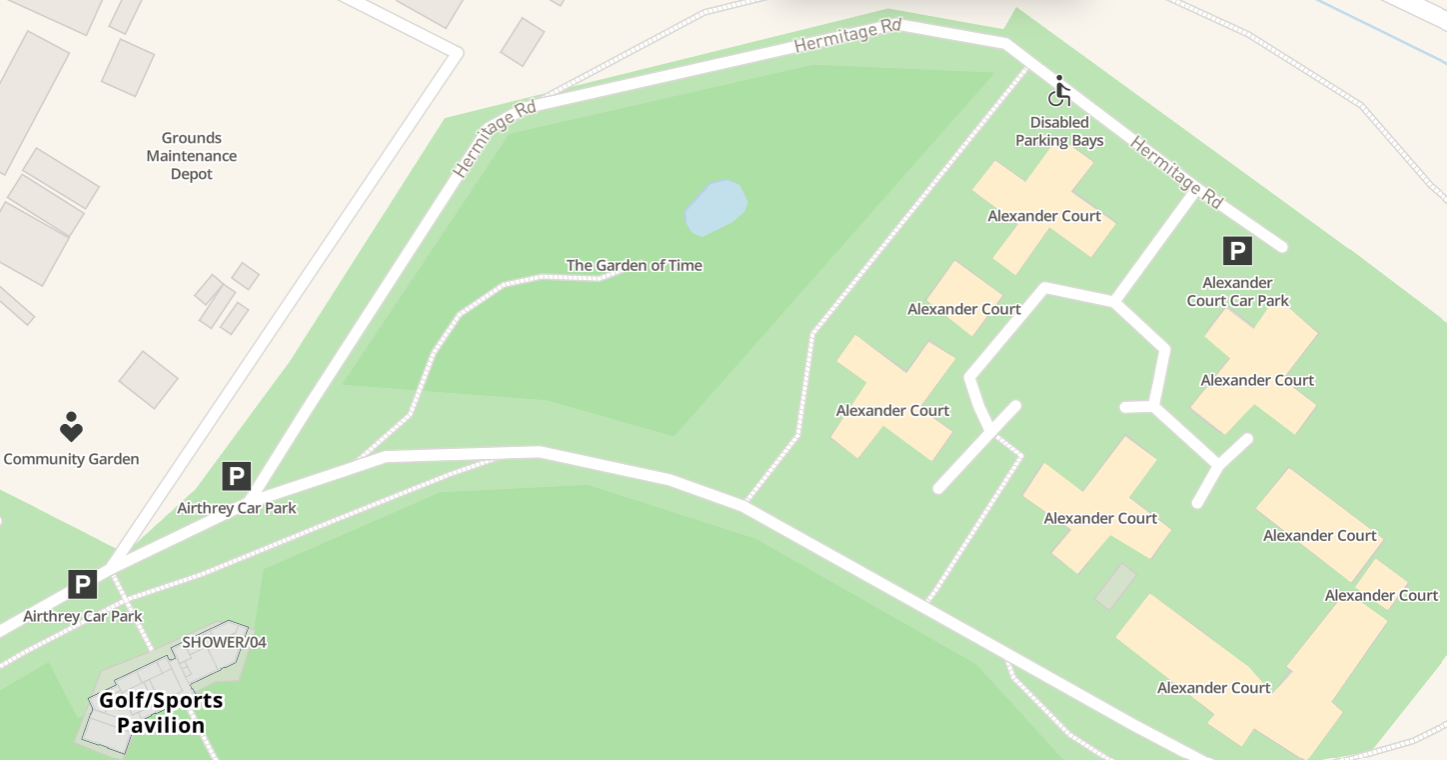 Hermitage Rd
Hermitage Rd
Disabled
Parking Bays
Grounds
Maintenance
Depot
Hermitage Rd
Alexander Court
The Garden of Time
P
Alexander
Court Car Park
Alexander Court
Alexander Court
Alexander Court
Community Garden
P
Airthrey Car Park
Alexander Court
Alexander Court
P
Airthrey Car Park
Alexander Court
SHOWER/04
Golf/Sports
Pavilion
Alexander Court